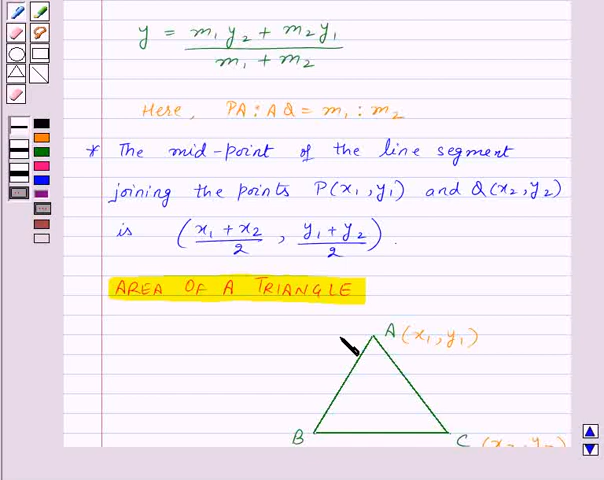 y = m₁y₂ + m₂y₁ / m₁ + m₂
Here, PA : AQ = m₁ : m₂
* The mid-point of the line segment
joining the points P(x₁, y₁) and Q(x₂, y₂)
is (x₁ + x₂ / 2 , y₁ + y₂ / 2).
AREA OF A TRIANGLE
A (x₁, y₁)
B
C